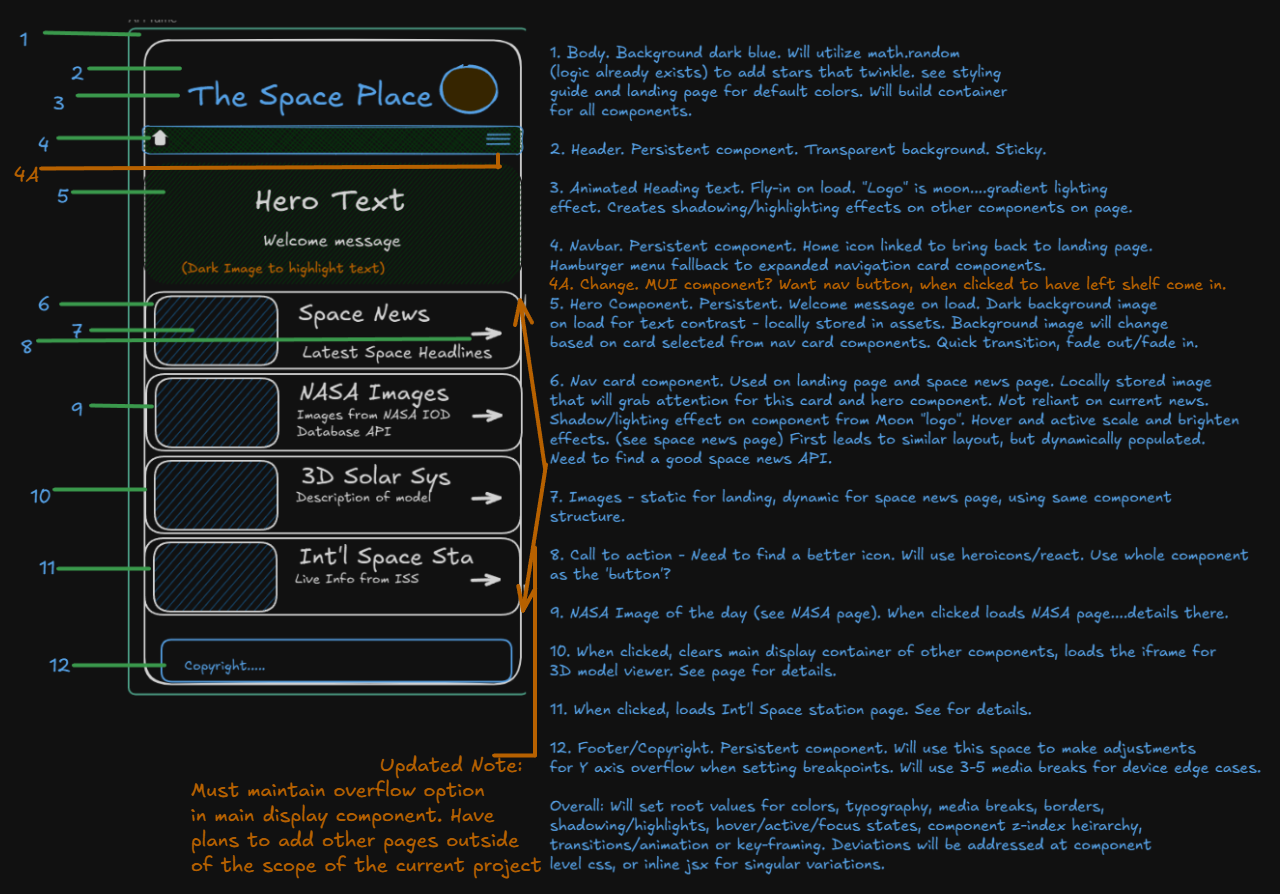 1
2
3
4
4A
5
6
7
8
9
10
11
12
The Space Place
Hero Text
Welcome message
(Dark Image to highlight text)
Space News
Latest Space Headlines
NASA Images
Images from NASA IOD
Database API
3D Solar Sys
Description of model
Int'l Space Sta
Live Info from ISS
Copyright.....
Updated Note:
Must maintain overflow option
in main display component. Have
plans to add other pages outside
of the scope of the current project
1. Body. Background dark blue. Will utilize math.random
(logic already exists) to add stars that twinkle. see styling
guide and landing page for default colors. Will build container
for all components.
2. Header. Persistent component. Transparent background. Sticky.
3. Animated Heading text. Fly-in on load. "Logo" is moon....gradient lighting
effect. Creates shadowing/highlighting effects on other components on page.
4. Navbar. Persistent component. Home icon linked to bring back to landing page.
Hamburger menu fallback to expanded navigation card components.
4A. Change. MUI component? Want nav button, when clicked to have left shelf come in.
5. Hero Component. Persistent. Welcome message on load. Dark background image
on load for text contrast - locally stored in assets. Background image will change
based on card selected from nav card components. Quick transition, fade out/fade in.
6. Nav card component. Used on landing page and space news page. Locally stored image
that will grab attention for this card and hero component. Not reliant on current news.
Shadow/lighting effect on component from Moon "logo". Hover and active scale and brighten
effects. (see space news page) First leads to similar layout, but dynamically populated.
Need to find a good space news API.
7. Images - static for landing, dynamic for space news page, using same component
structure.
8. Call to action - Need to find a better icon. Will use heroicons/react. Use whole component
as the 'button'?
9. NASA Image of the day (see NASA page). When clicked loads NASA page....details there.
10. When clicked, clears main display container of other components, loads the iframe for
3D model viewer. See page for details.
11. When clicked, loads Int'l Space station page. See for details.
12. Footer/Copyright. Persistent component. Will use this space to make adjustments
for Y axis overflow when setting breakpoints. Will use 3-5 media breaks for device edge cases.
Overall: Will set root values for colors, typography, media breaks, borders,
shadowing/highlights, hover/active/focus states, component z-index heirarchy,
transitions/animation or key-framing. Deviations will be addressed at component
level css, or inline jsx for singular variations.